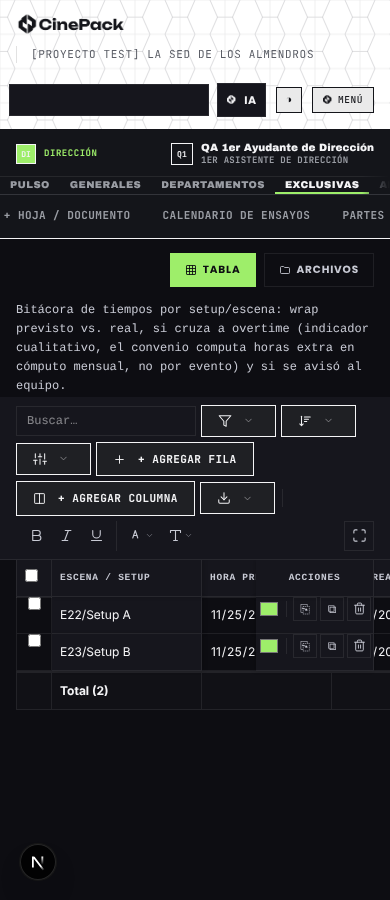 CinePack
[PROYECTO TEST] LA SED DE LOS ALMENDROS
IA
MENÚ
DI DIRECCIÓN
Q1 QA 1er Ayudante de Dirección
1ER ASISTENTE DE DIRECCIÓN
PULSO GENERALES DEPARTAMENTOS EXCLUSIVAS
+ HOJA / DOCUMENTO CALENDARIO DE ENSAYOS PARTES
TABLA ARCHIVOS
Bitácora de tiempos por setup/escena: wrap
previsto vs. real, si cruza a overtime (indicador
cualitativo, el convenio computa horas extra en
cómputo mensual, no por evento) y si se avisó al
equipo.
Buscar…
+ AGREGAR FILA
+ AGREGAR COLUMNA
B I U A T
ESCENA / SETUP HORA PR ACCIONES REA
E22/Setup A 11/25/2 /20
E23/Setup B 11/25/2 /20
Total (2)
N